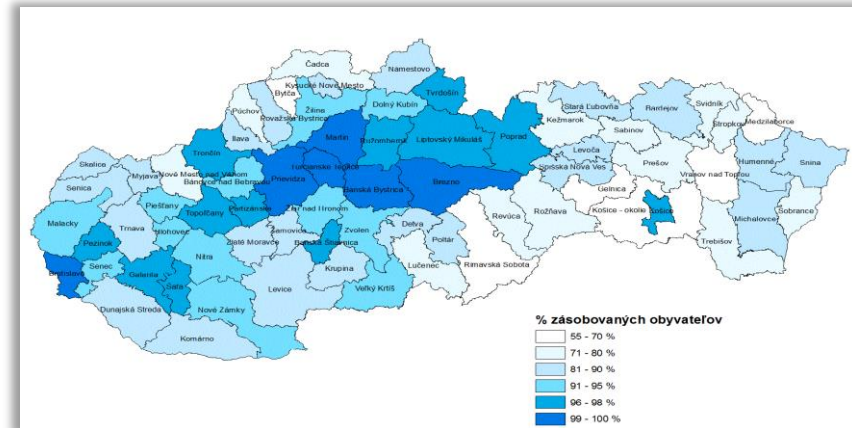 Čadca
Námestovo
Kysucké Nové Mesto
Bytča
Tvrdošín
Púchov
Žilina
Dolný Kubín
Považská Bystrica
Kežmarok
Stará Ľubovňa
Bardejov
Svidník
Stropkov
Medzilaborce
Ilava
Martin
Ružomberok
Liptovský Mikuláš
Poprad
Sabinov
Trenčín
Levoča
Humenné
Snina
Skalica
Myjava
Nové Mesto nad Váhom
Bánovce nad Bebravou
Prievidza
Turčianske Teplice
Prešov
Spišská Nová Ves
Vranov nad Topľou
Senica
Banská Bystrica
Brezno
Gelnica
Piešťany
Topoľčany
Partizánske
Žiar nad Hronom
Revúca
Rožňava
Košice - okolie
Košice
Michalovce
Sobrance
Malacky
Trnava
Hlohovec
Žarnovica
Zvolen
Detva
Poltár
Zlaté Moravce
Banská Štiavnica
Trebišov
Pezinok
Nitra
Krupina
Lučenec
Rimavská Sobota
Bratislava
Senec
Galanta
Šaľa
Levice
Veľký Krtíš
Dunajská Streda
Nové Zámky
Komárno
% zásobovaných obyvateľov
55 - 70 %
71 - 80 %
81 - 90 %
91 - 95 %
96 - 98 %
99 - 100 %